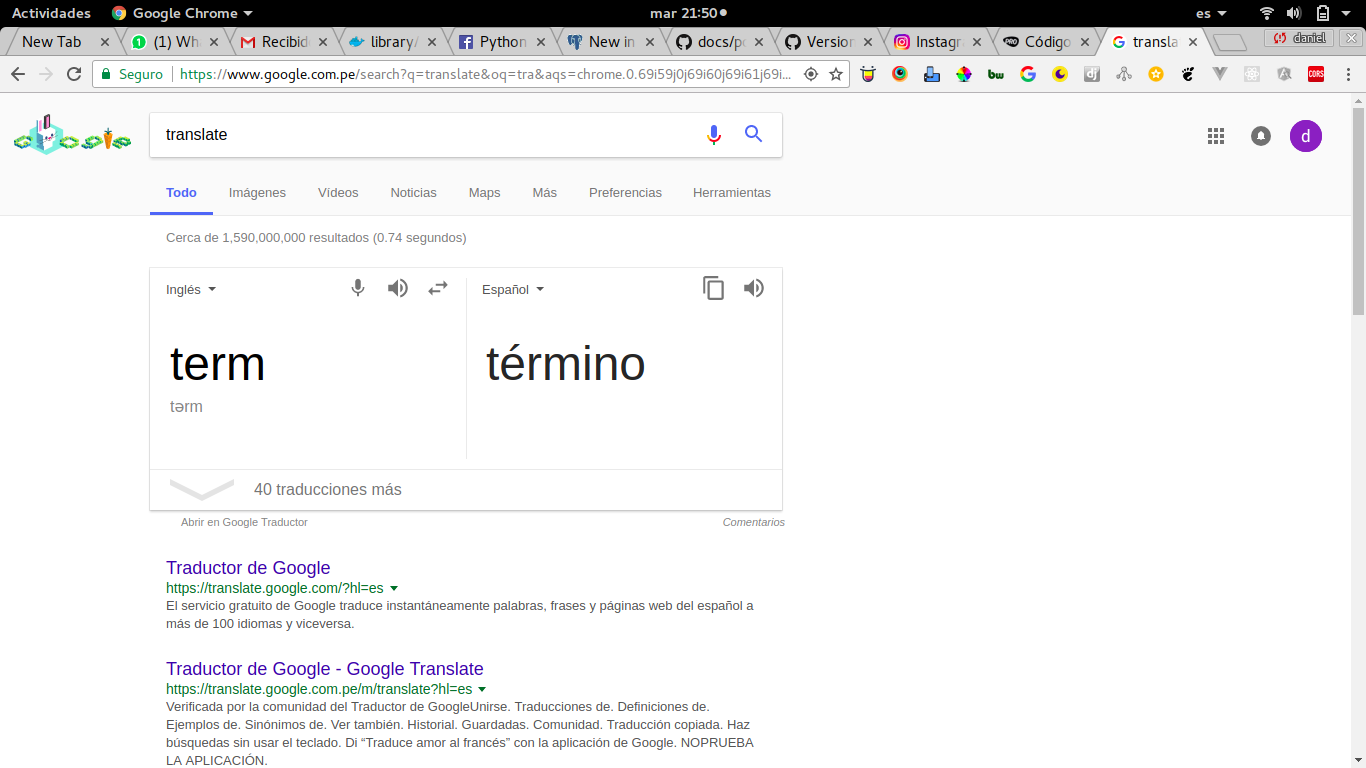 Actividades
Google Chrome
mar 21:50
es
New Tab
(1) Wh
Recibid
library/
Python
New in
docs/po
Version
Instagr
PRO
Código
transla
daniel
Seguro
https://www.google.com.pe/search?q=translate&oq=tra&aqs=chrome.0.69i59j0j69i60j69i61j69i...
bw
dj
CORS
translate
d
Todo
Imágenes
Vídeos
Noticias
Maps
Más
Preferencias
Herramientas
Cerca de 1,590,000,000 resultados (0.74 segundos)
Inglés
Español
term
término
tərm
40 traducciones más
Abrir en Google Traductor
Comentarios
Traductor de Google
https://translate.google.com/?hl=es
El servicio gratuito de Google traduce instantáneamente palabras, frases y páginas web del español a
más de 100 idiomas y viceversa.
Traductor de Google - Google Translate
https://translate.google.com.pe/m/translate?hl=es
Verificada por la comunidad del Traductor de GoogleUnirse. Traducciones de. Definiciones de.
Ejemplos de. Sinónimos de. Ver también. Historial. Guardadas. Comunidad. Traducción copiada. Haz
búsquedas sin usar el teclado. Di “Traduce amor al francés” con la aplicación de Google. NOPRUEBA
LA APLICACIÓN.